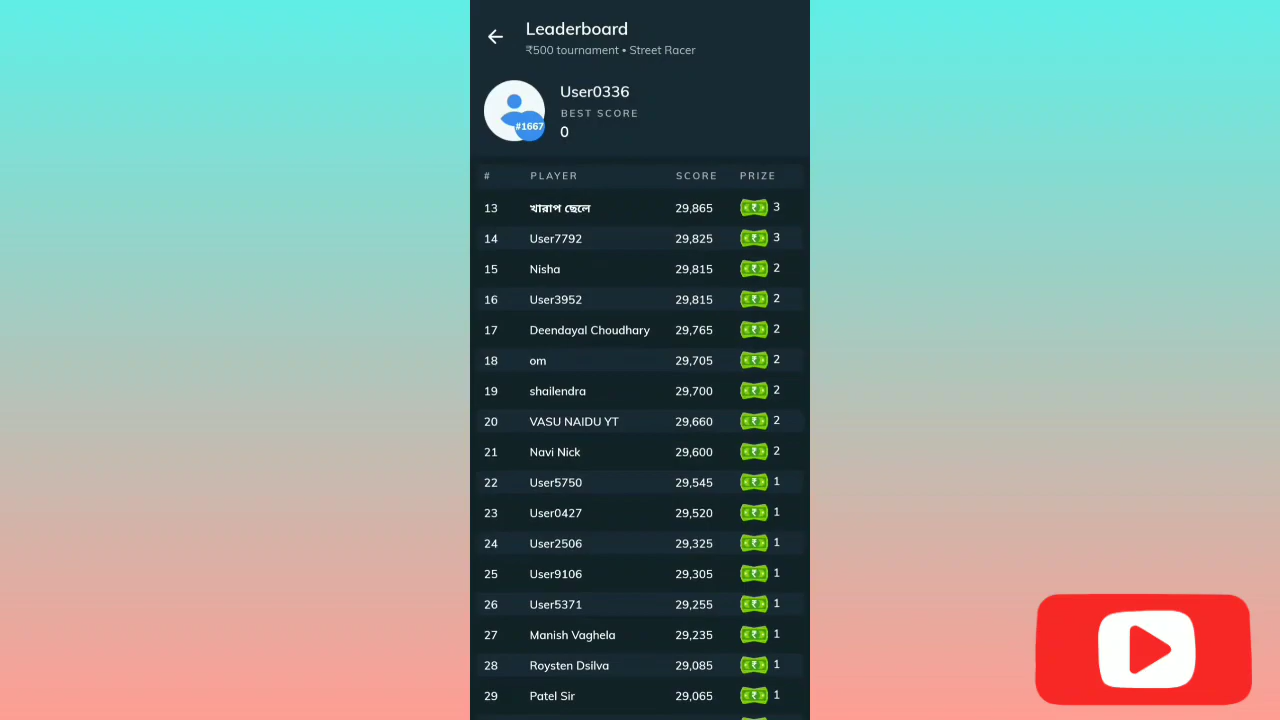 Leaderboard
₹500 tournament • Street Racer
User0336
BEST SCORE
#1667
0
# PLAYER SCORE PRIZE
13 খারাপ ছেলে 29,865 ₹ 3
14 User7792 29,825 ₹ 3
15 Nisha 29,815 ₹ 2
16 User3952 29,815 ₹ 2
17 Deendayal Choudhary 29,765 ₹ 2
18 om 29,705 ₹ 2
19 shailendra 29,700 ₹ 2
20 VASU NAIDU YT 29,660 ₹ 2
21 Navi Nick 29,600 ₹ 2
22 User5750 29,545 ₹ 1
23 User0427 29,520 ₹ 1
24 User2506 29,325 ₹ 1
25 User9106 29,305 ₹ 1
26 User5371 29,255 ₹ 1
27 Manish Vaghela 29,235 ₹ 1
28 Roysten Dsilva 29,085 ₹ 1
29 Patel Sir 29,065 ₹ 1